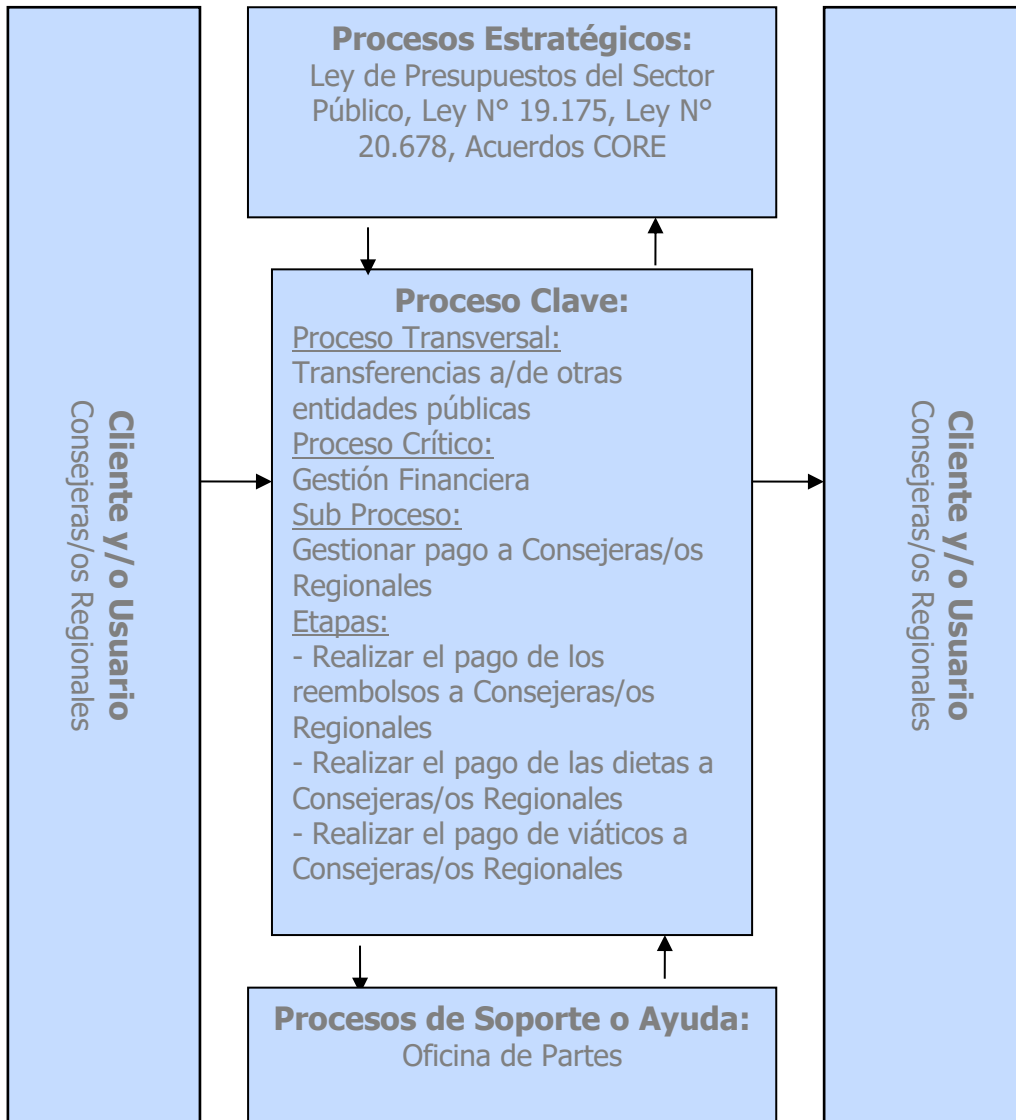 Cliente y/o Usuario
Consejeras/os Regionales
Procesos Estratégicos:
Ley de Presupuestos del Sector
Público, Ley N° 19.175, Ley N°
20.678, Acuerdos CORE
Proceso Clave:
Proceso Transversal:
Transferencias a/de otras
entidades públicas
Proceso Crítico:
Gestión Financiera
Sub Proceso:
Gestionar pago a Consejeras/os
Regionales
Etapas:
- Realizar el pago de los
reembolsos a Consejeras/os
Regionales
- Realizar el pago de las dietas a
Consejeras/os Regionales
- Realizar el pago de viáticos a
Consejeras/os Regionales
Procesos de Soporte o Ayuda:
Oficina de Partes
Cliente y/o Usuario
Consejeras/os Regionales